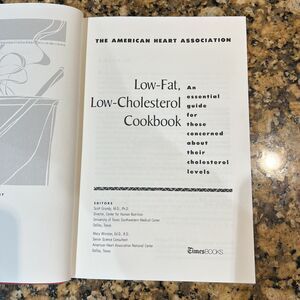 THE AMERICAN HEART ASSOCIATION
Low-Fat,
Low-Cholesterol
Cookbook
An
essential
guide
for
those
concerned
about
their
cholesterol
levels
EDITORS
Scott Grundy, M.D., Ph.D.
Director, Center for Human Nutrition
University of Texas Southwestern Medical Center
Dallas, Texas
Mary Winston, Ed.D., R.D.
Senior Science Consultant
American Heart Association National Center
Dallas, Texas
Times BOOKS